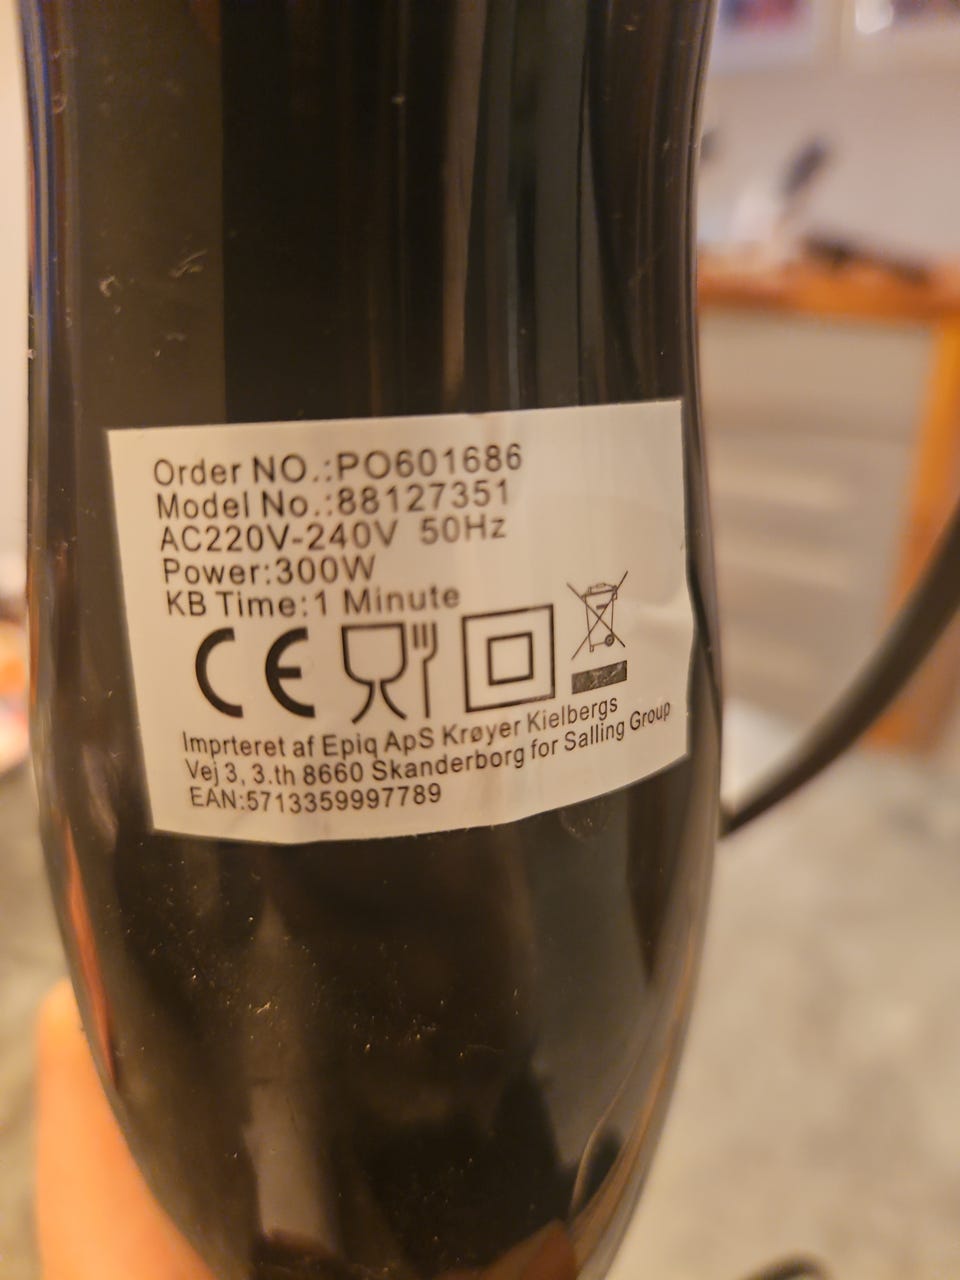 Order NO.:PO601686
Model No.:88127351
AC220V-240V 50Hz
Power:300W
KB Time:1 Minute
CE
Imprteret af Epiq ApS Krøyer Kielbergs
Vej 3, 3.th 8660 Skanderborg for Salling Group
EAN:5713359997789